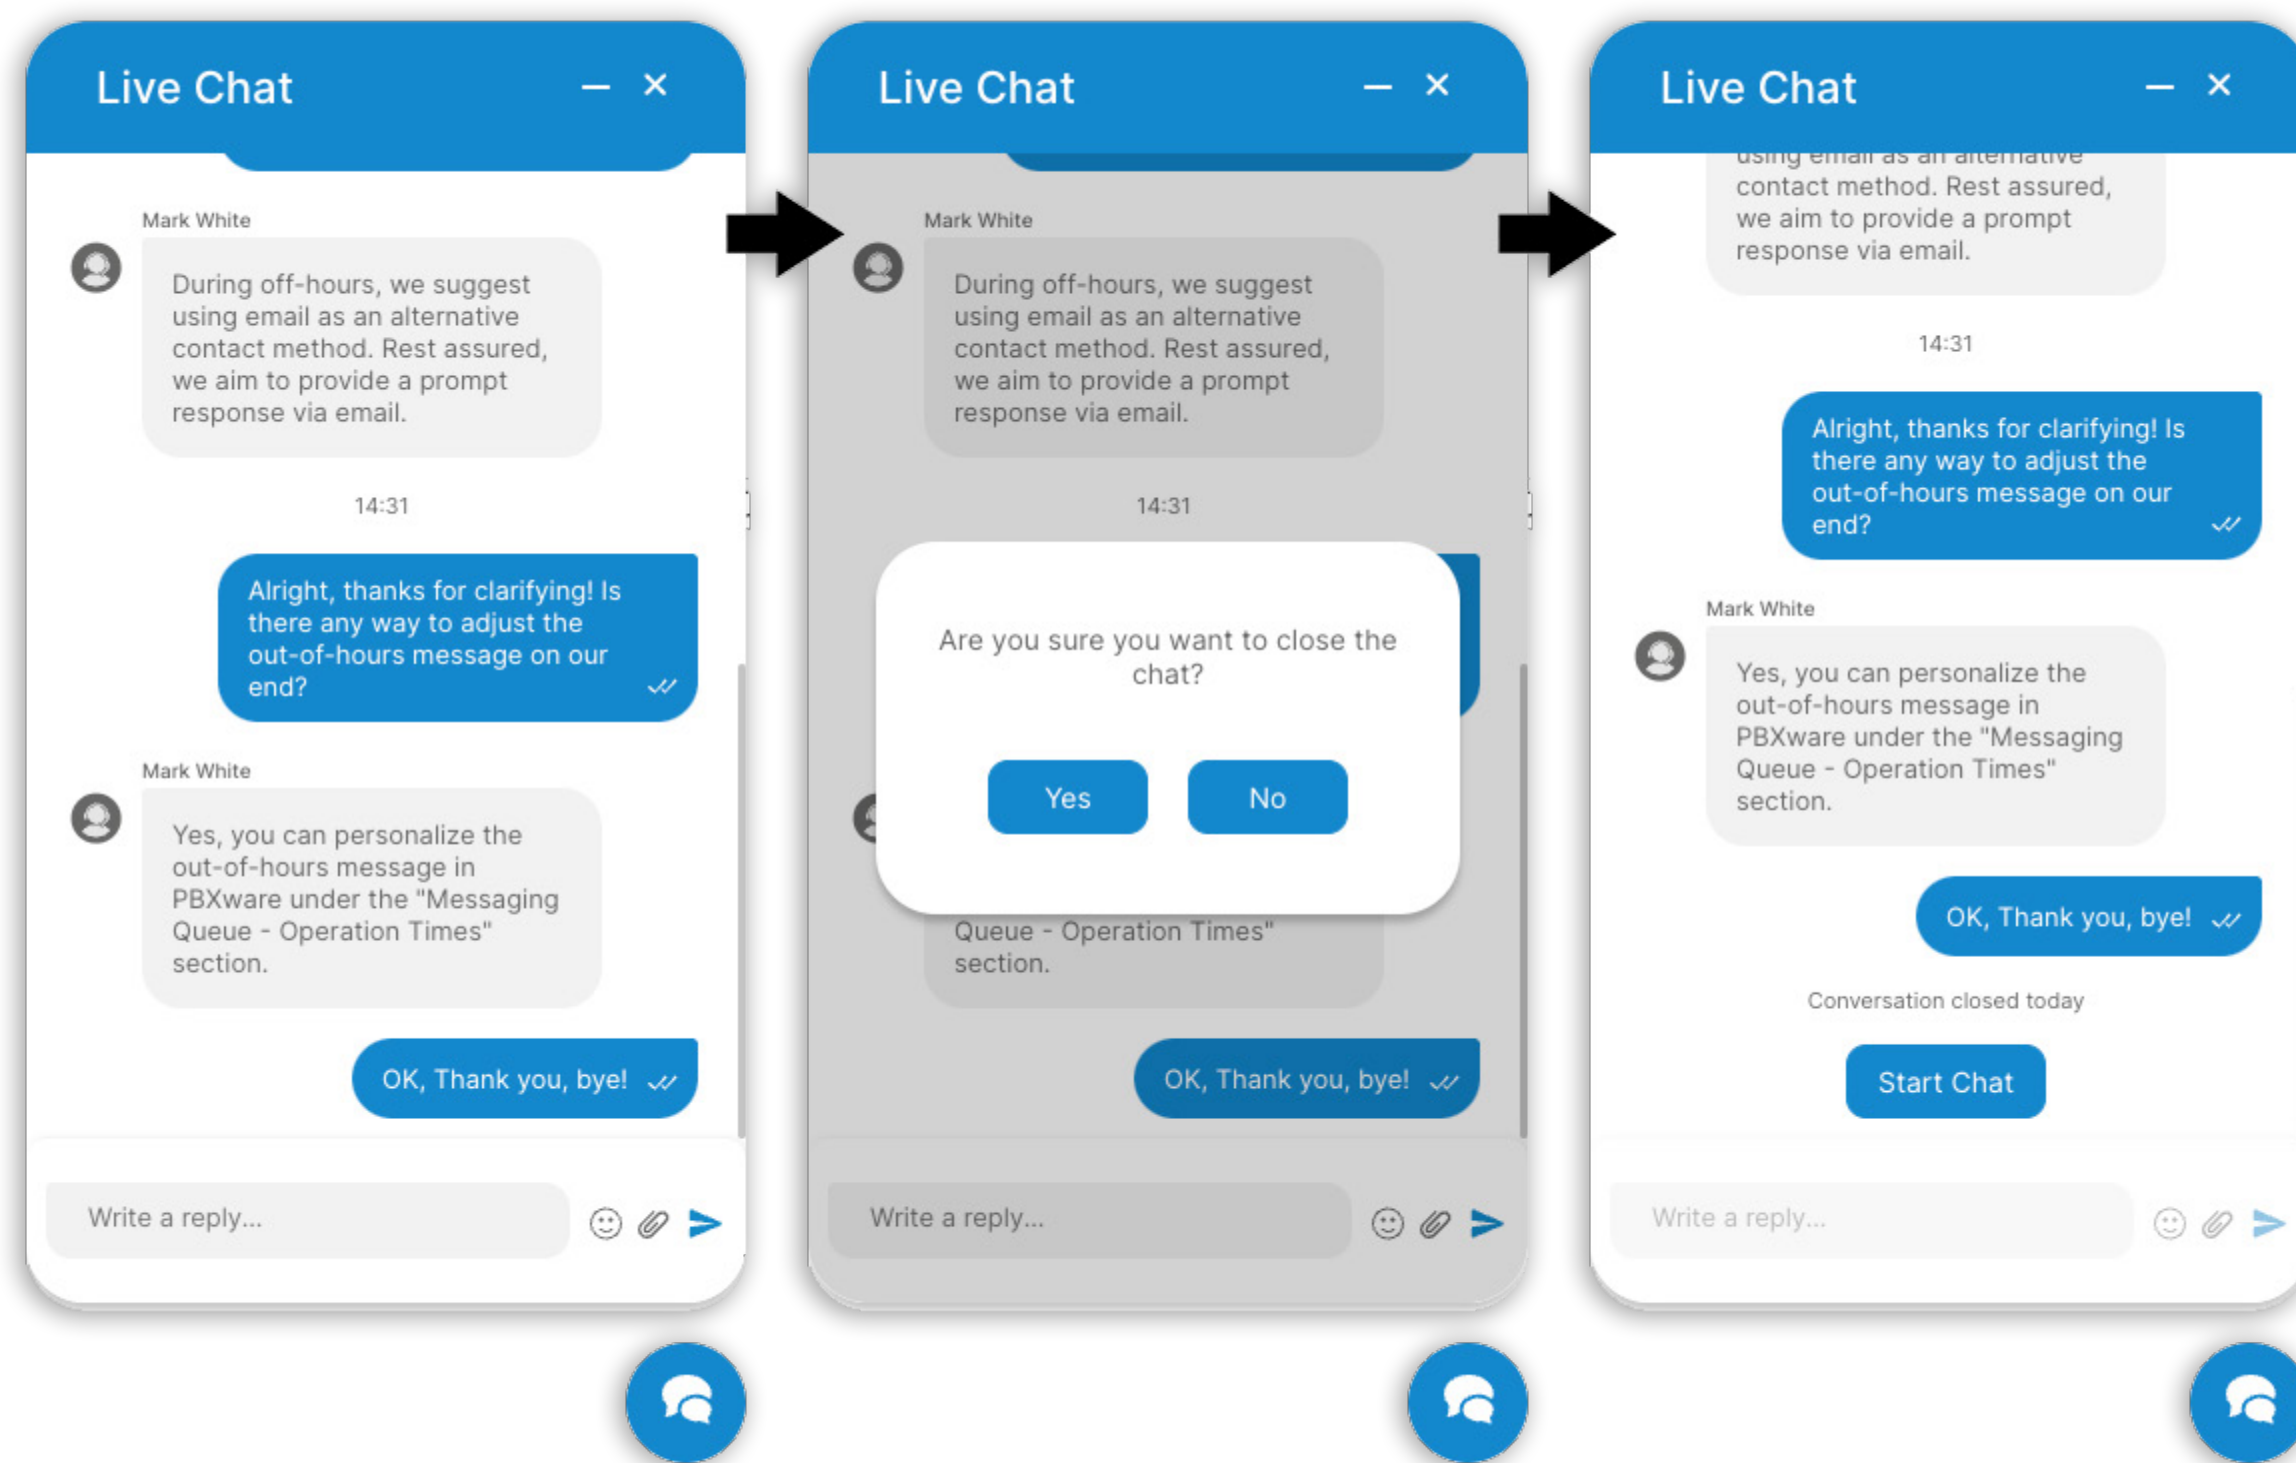 Live Chat
Mark White
During off-hours, we suggest
using email as an alternative
contact method. Rest assured,
we aim to provide a prompt
response via email.
14:31
Alright, thanks for clarifying! Is
there any way to adjust the
out-of-hours message on our
end?
Mark White
Yes, you can personalize the
out-of-hours message in
PBXware under the "Messaging
Queue - Operation Times"
section.
OK, Thank you, bye!
Write a reply...
Live Chat
Mark White
During off-hours, we suggest
using email as an alternative
contact method. Rest assured,
we aim to provide a prompt
response via email.
14:31
Are you sure you want to close the
chat?
Yes
No
Queue - Operation Times"
section.
OK, Thank you, bye!
Write a reply...
Live Chat
using email as an alternative
contact method. Rest assured,
we aim to provide a prompt
response via email.
14:31
Alright, thanks for clarifying! Is
there any way to adjust the
out-of-hours message on our
end?
Mark White
Yes, you can personalize the
out-of-hours message in
PBXware under the "Messaging
Queue - Operation Times"
section.
OK, Thank you, bye!
Conversation closed today
Start Chat
Write a reply...